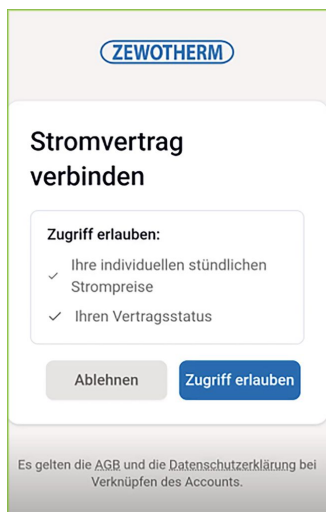 ZEWOTHERM
Stromvertrag
verbinden
Zugriff erlauben:
Ihre individuellen stündlichen
Strompreise
Ihren Vertragsstatus
Ablehnen
Zugriff erlauben
Es gelten die AGB und die Datenschutzerklärung bei
Verknüpfen des Accounts.